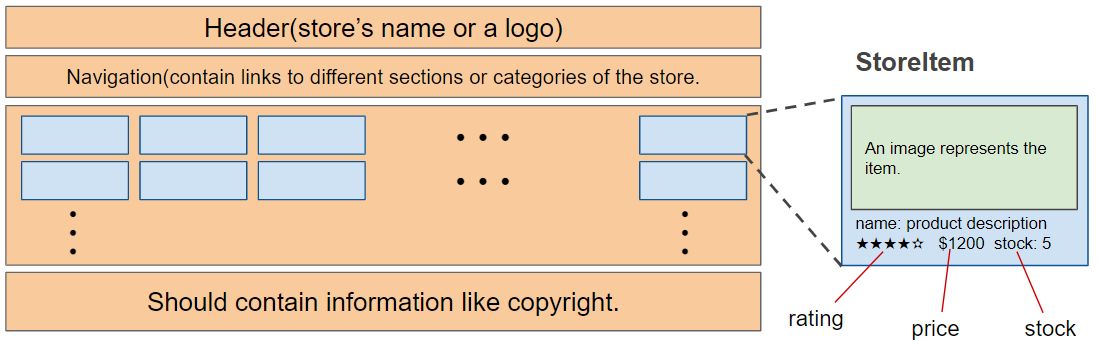 Header(store’s name or a logo)
Navigation(contain links to different sections or categories of the store.
StoreItem
An image represents the
item.
name: product description
★★★★☆ $1200 stock: 5
Should contain information like copyright.
rating
price
stock